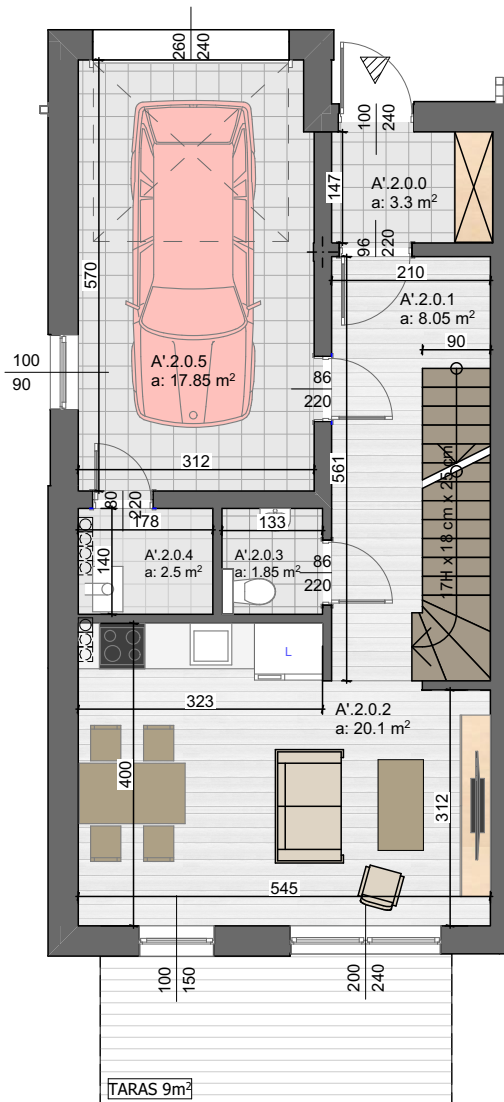 260
240
100
240
147
A'.2.0.0
a: 3.3 m²
96
220
210
A'.2.0.1
a: 8.05 m²
570
90
100
90
A'.2.0.5
a: 17.85 m²
86
220
312
561
17H x 18 cm x 25 cm
80
220
178
133
140
A'.2.0.4
a: 2.5 m²
A'.2.0.3
a: 1.85 m²
86
220
L
323
A'.2.0.2
a: 20.1 m²
400
312
545
100
150
200
240
TARAS 9m²